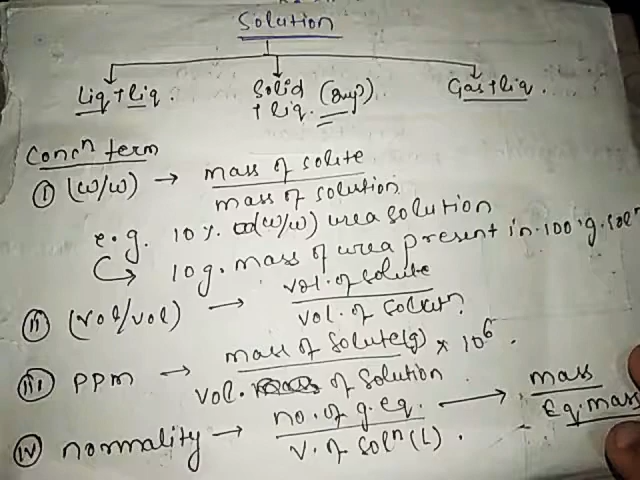 Solution
Liq + Liq. Solid + liq. (Imp) Gas + liq.
Concⁿ term
(i) (w/w) → mass of solute / mass of solution
e.g. 10%. (w/w) urea solution
↳ 10 g. mass of urea present in 100 g. solⁿ
(ii) (vol/vol) → vol. of solute / vol. of solution
(iii) PPM → mass of solute(g) / vol. of solution × 10⁶.
(iv) normality → no. of g.eq. / v. of solⁿ (L). → mass / Eq. mass